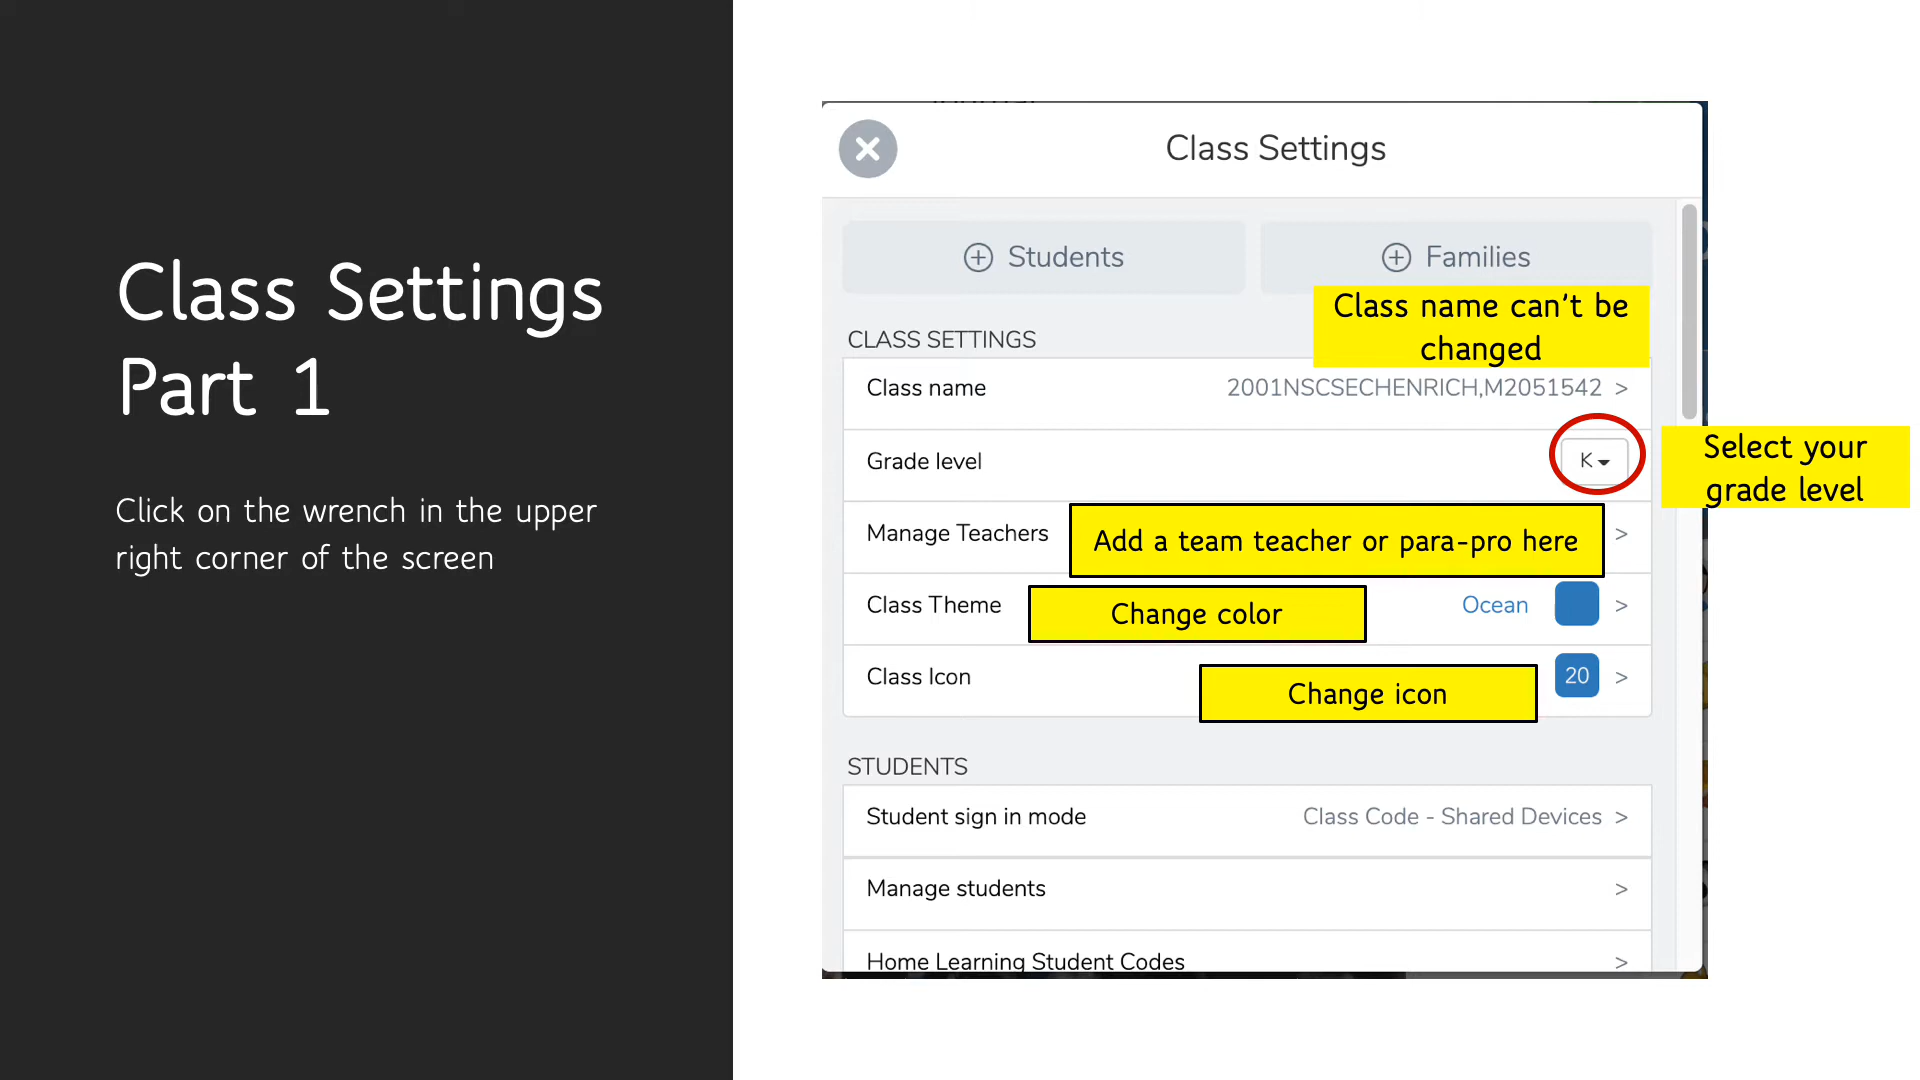 Class Settings
Part 1
Click on the wrench in the upper
right corner of the screen
Class Settings
Students
Families
Class name can't be
changed
CLASS SETTINGS
Class name 2001NSCSECHENRICH,M2051542 >
Grade level K
Select your
grade level
Manage Teachers Add a team teacher or para-pro here >
Class Theme Change color Ocean >
Class Icon Change icon 20 >
STUDENTS
Student sign in mode Class Code - Shared Devices >
Manage students >
Home Learning Student Codes >